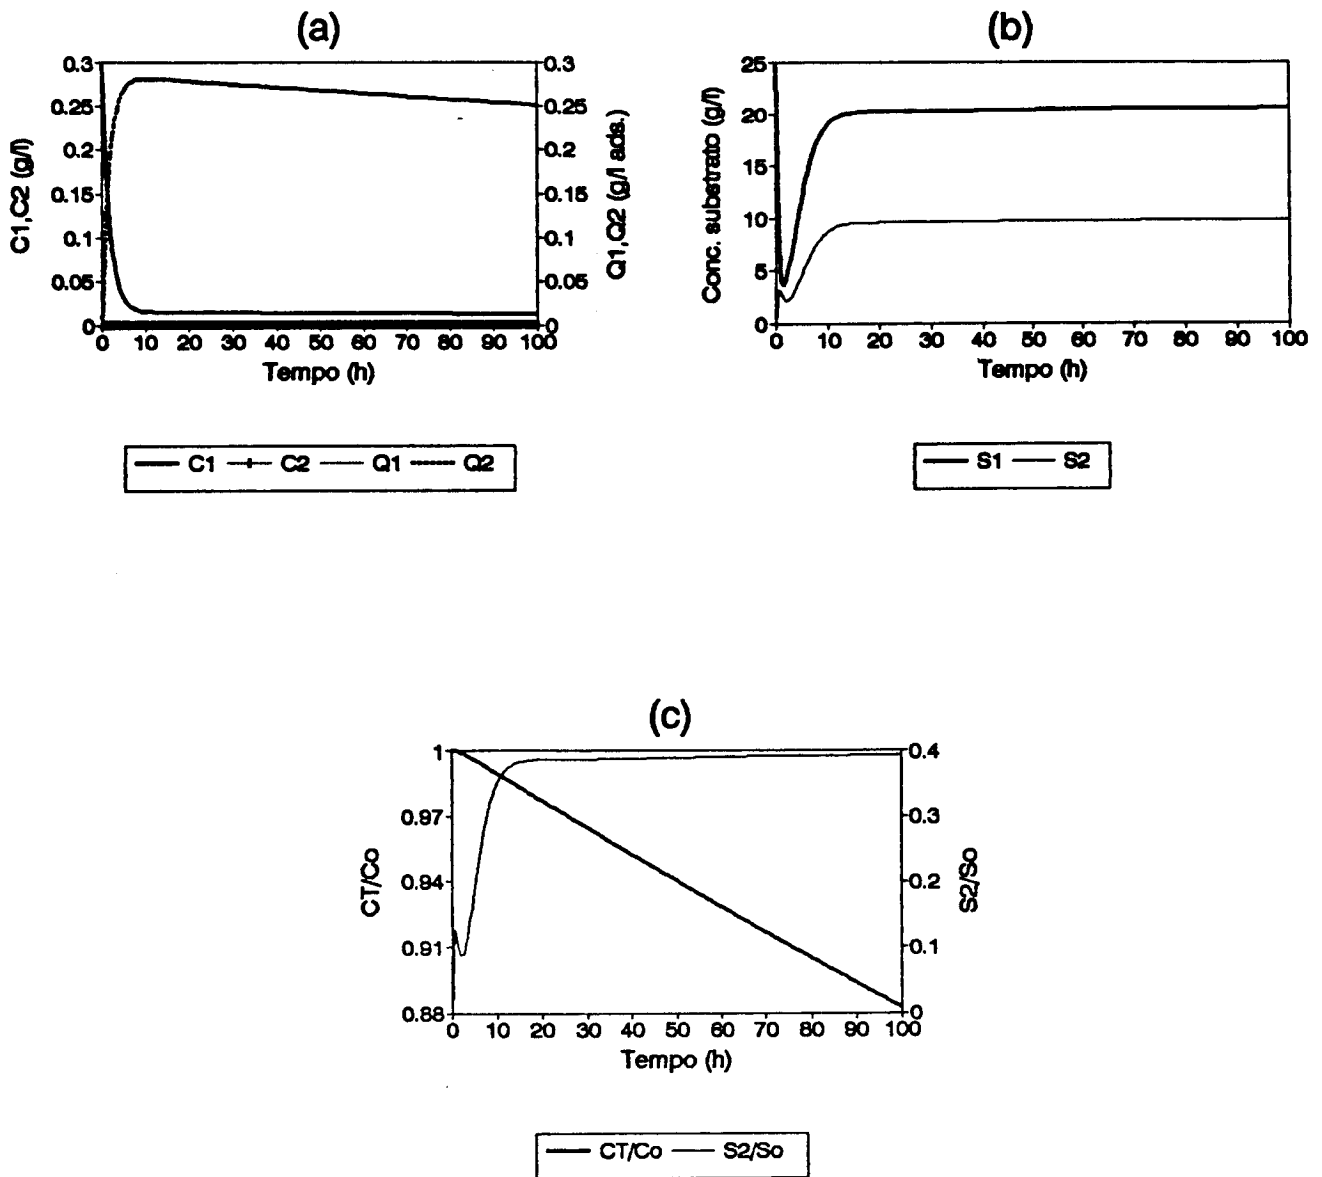 (a)
C1,C2 (g/l)
0.3
0.25
0.2
0.15
0.1
0.05
0
0.3
0.25
0.2
0.15
0.1
0.05
0
Q1,Q2 (g/l ads.)
0 10 20 30 40 50 60 70 80 90 100
Tempo (h)
C1 C2 Q1 Q2
(b)
Conc. substrato (g/l)
25
20
15
10
5
0
0 10 20 30 40 50 60 70 80 90 100
Tempo (h)
S1 S2
(c)
CT/Co
1
0.97
0.94
0.91
0.88
0.4
0.3
0.2
0.1
0
S2/So
0 10 20 30 40 50 60 70 80 90 100
Tempo (h)
CT/Co S2/So